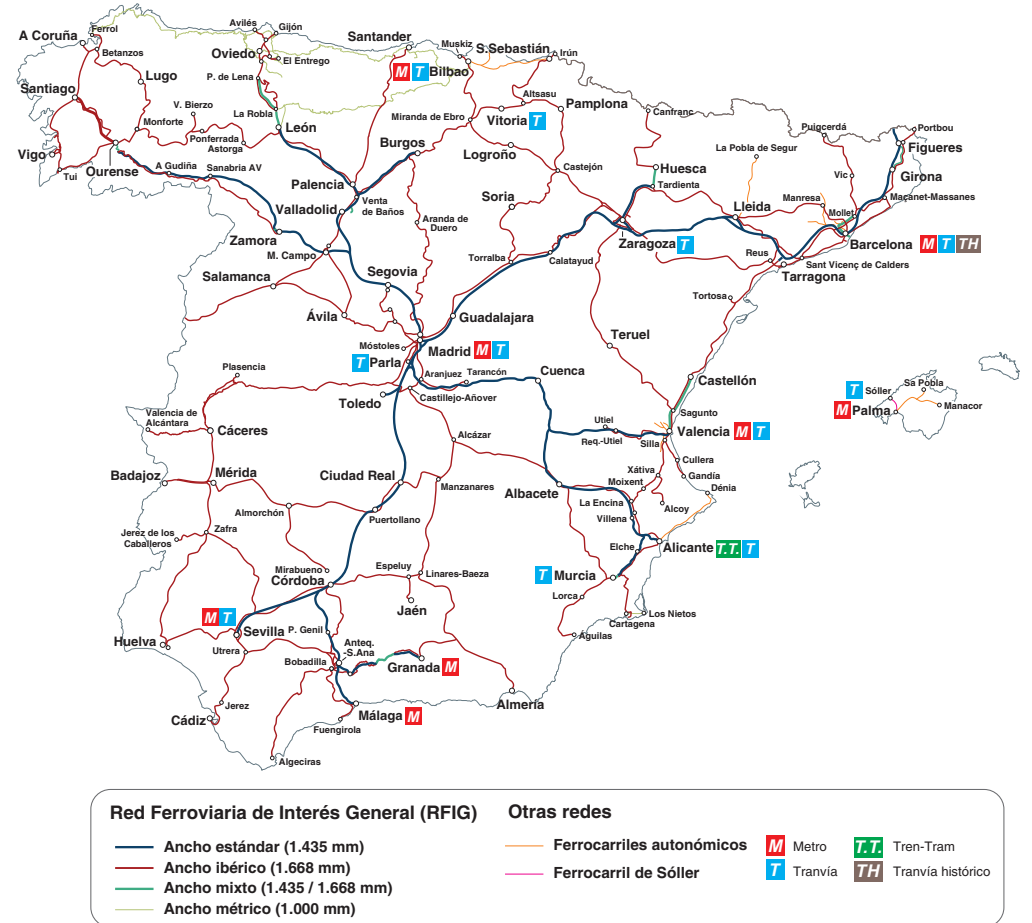 Avilés
Gijón
Ferrol
A Coruña
Betanzos
Oviedo
El Entrego
Santander
Muskiz
S.Sebastián
Irún
P. de Lena
Lugo
M T Bilbao
Santiago
V. Bierzo
La Robla
Altsasu
Pamplona
Canfranc
Monforte
León
Miranda de Ebro
Vitoria T
Puigcerdá
Portbou
Ponferrada
Astorga
Burgos
Logroño
La Pobla de Segur
Figueres
Vigo
Tui
Ourense
A Gudiña
Sanabria AV
Castejón
Huesca
Tardienta
Vic
Girona
Palencia
Venta
de Baños
Soria
Lleida
Manresa
Maçanet-Massanes
Valladolid
Aranda de
Duero
Mollet
Zamora
M. Campo
Zaragoza T
Barcelona M T TH
Torralba
Calatayud
Reus
Sant Vicenç de Calders
Salamanca
Segovia
Tarragona
Tortosa
Ávila
Guadalajara
Teruel
Móstoles
Madrid M T
T Parla
Plasencia
Aranjuez
Tarancón
Cuenca
Castellón
T Sóller
Sa Pobla
Toledo
Castillejo-Añover
M Palma
Manacor
Valencia de
Alcántara
Sagunto
Cáceres
Utiel
Valencia M T
Req.-Utiel
Silla
Alcázar
Cullera
Badajoz
Mérida
Ciudad Real
Xátiva
Gandía
Manzanares
Albacete
Moixent
Dénia
Almorchón
La Encina
Alcoy
Puertollano
Villena
Jerez de los
Caballeros
Zafra
Elche
Alicante T.T. T
Mirabueno
Espeluy
Linares-Baeza
T Murcia
Córdoba
Lorca
Jaén
Los Nietos
Cartagena
M T
Sevilla
P. Genil
Aguilas
Huelva
Utrera
Anteq.
-S.Ana
Bobadilla
Granada M
Jerez
Almería
Cádiz
Málaga M
Fuengirola
Algeciras
Red Ferroviaria de Interés General (RFIG)
Ancho estándar (1.435 mm)
Ancho ibérico (1.668 mm)
Ancho mixto (1.435 / 1.668 mm)
Ancho métrico (1.000 mm)
Otras redes
Ferrocarriles autonómicos
Ferrocarril de Sóller
M Metro
T Tranvía
T.T. Tren-Tram
TH Tranvía histórico